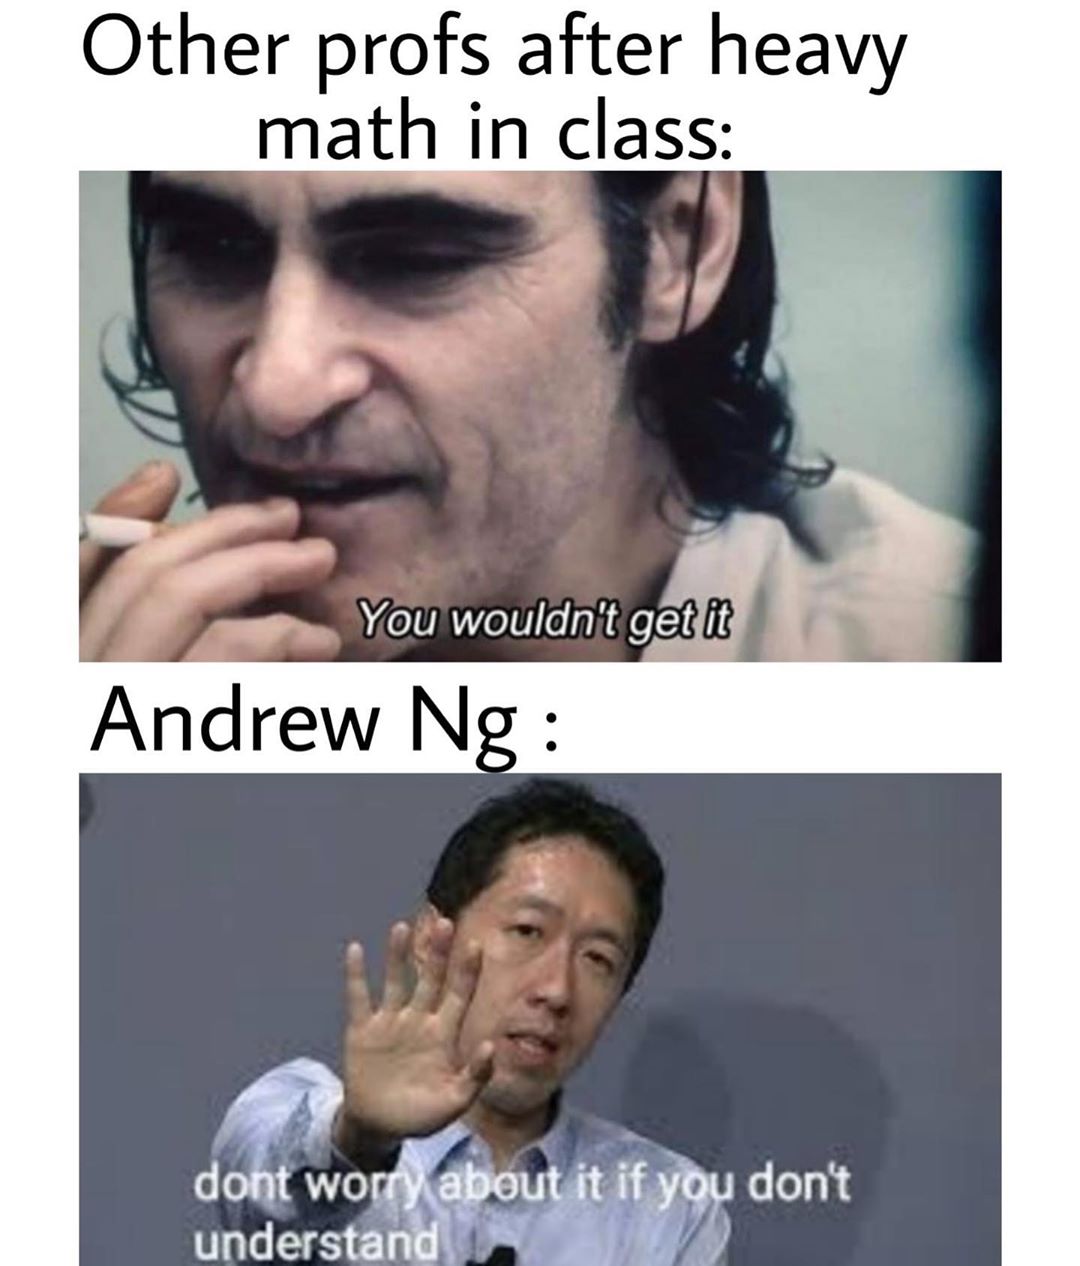 Other profs after heavy
math in class:
You wouldn't get it
Andrew Ng :
dont worry about it if you don't
understand